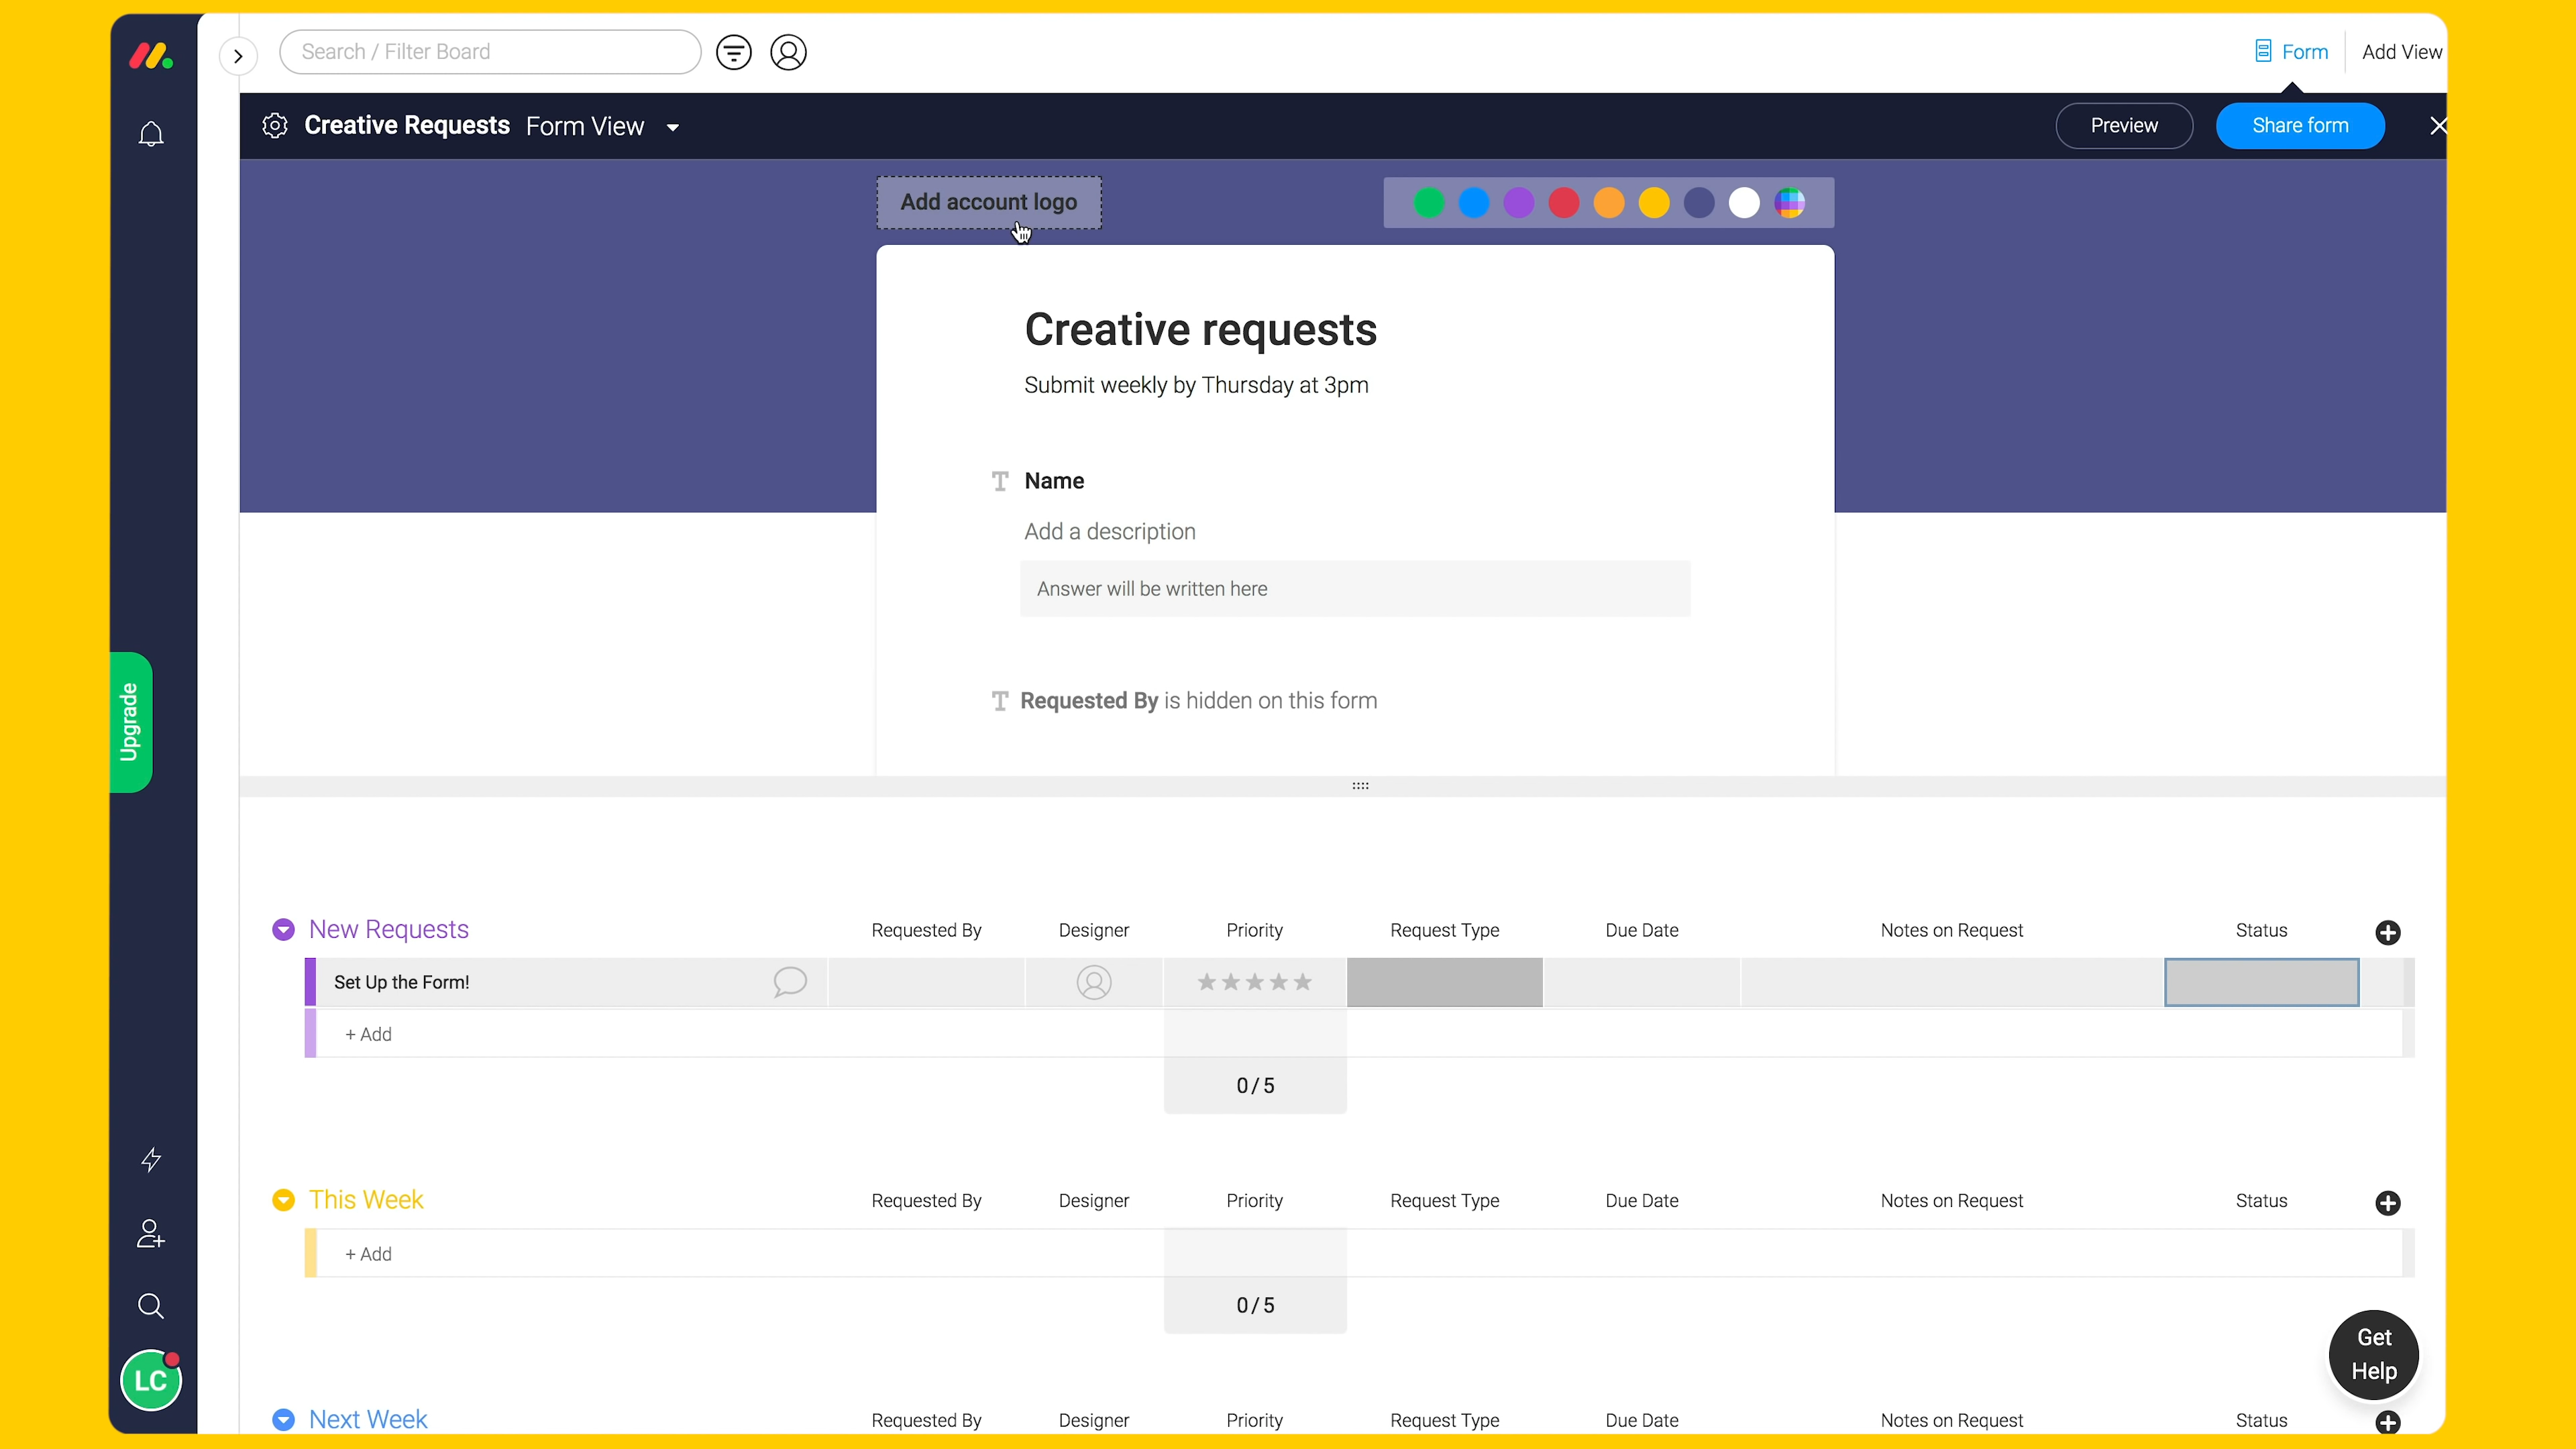 Search / Filter Board
Form
Add View
Creative Requests Form View
Preview
Share form
Add account logo
Creative requests
Submit weekly by Thursday at 3pm
Name
Add a description
Answer will be written here
Requested By is hidden on this form
Upgrade
New Requests Requested By Designer Priority Request Type Due Date Notes on Request Status
Set Up the Form!
+ Add
0 / 5
This Week Requested By Designer Priority Request Type Due Date Notes on Request Status
+ Add
0 / 5
Get
Help
LC
Next Week Requested By Designer Priority Request Type Due Date Notes on Request Status